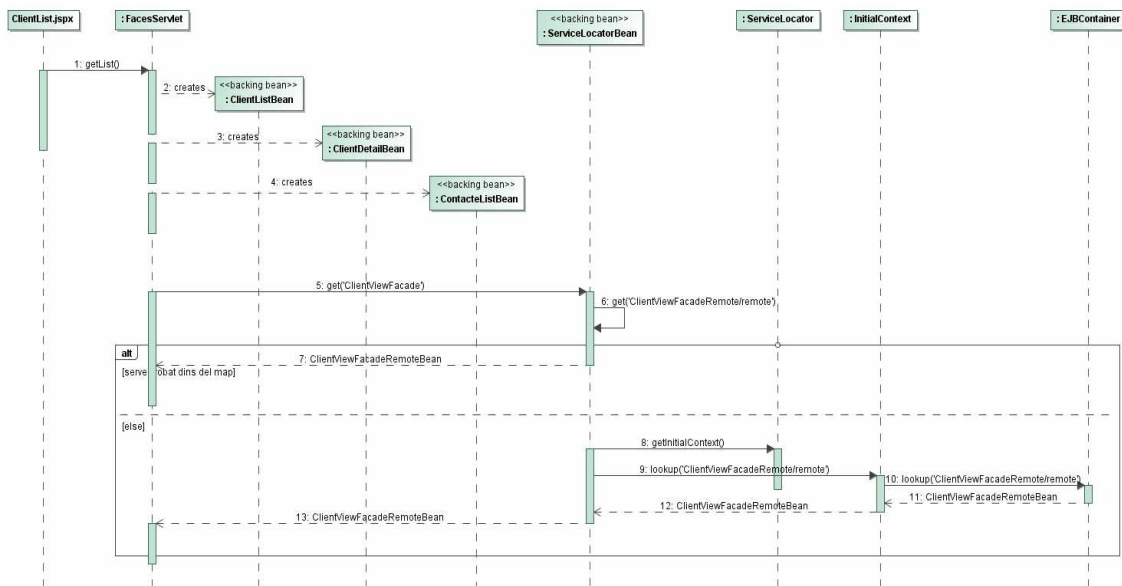 ClientList.jspx
: FacesServlet
<<backing bean>>
: ServiceLocatorBean
: ServiceLocator
: InitialContext
: EJBContainer
1: getList()
2: creates
<<backing bean>>
: ClientListBean
3: creates
<<backing bean>>
: ClientDetailBean
4: creates
<<backing bean>>
: ContacteListBean
5: get('ClientViewFacade')
6: get('ClientViewFacadeRemote/remote')
alt
7: ClientViewFacadeRemoteBean
[serve robat dins del map]
[else]
8: getInitialContext()
9: lookup('ClientViewFacadeRemote/remote')
10: lookup('ClientViewFacadeRemote/remote')
11: ClientViewFacadeRemoteBean
12: ClientViewFacadeRemoteBean
13: ClientViewFacadeRemoteBean